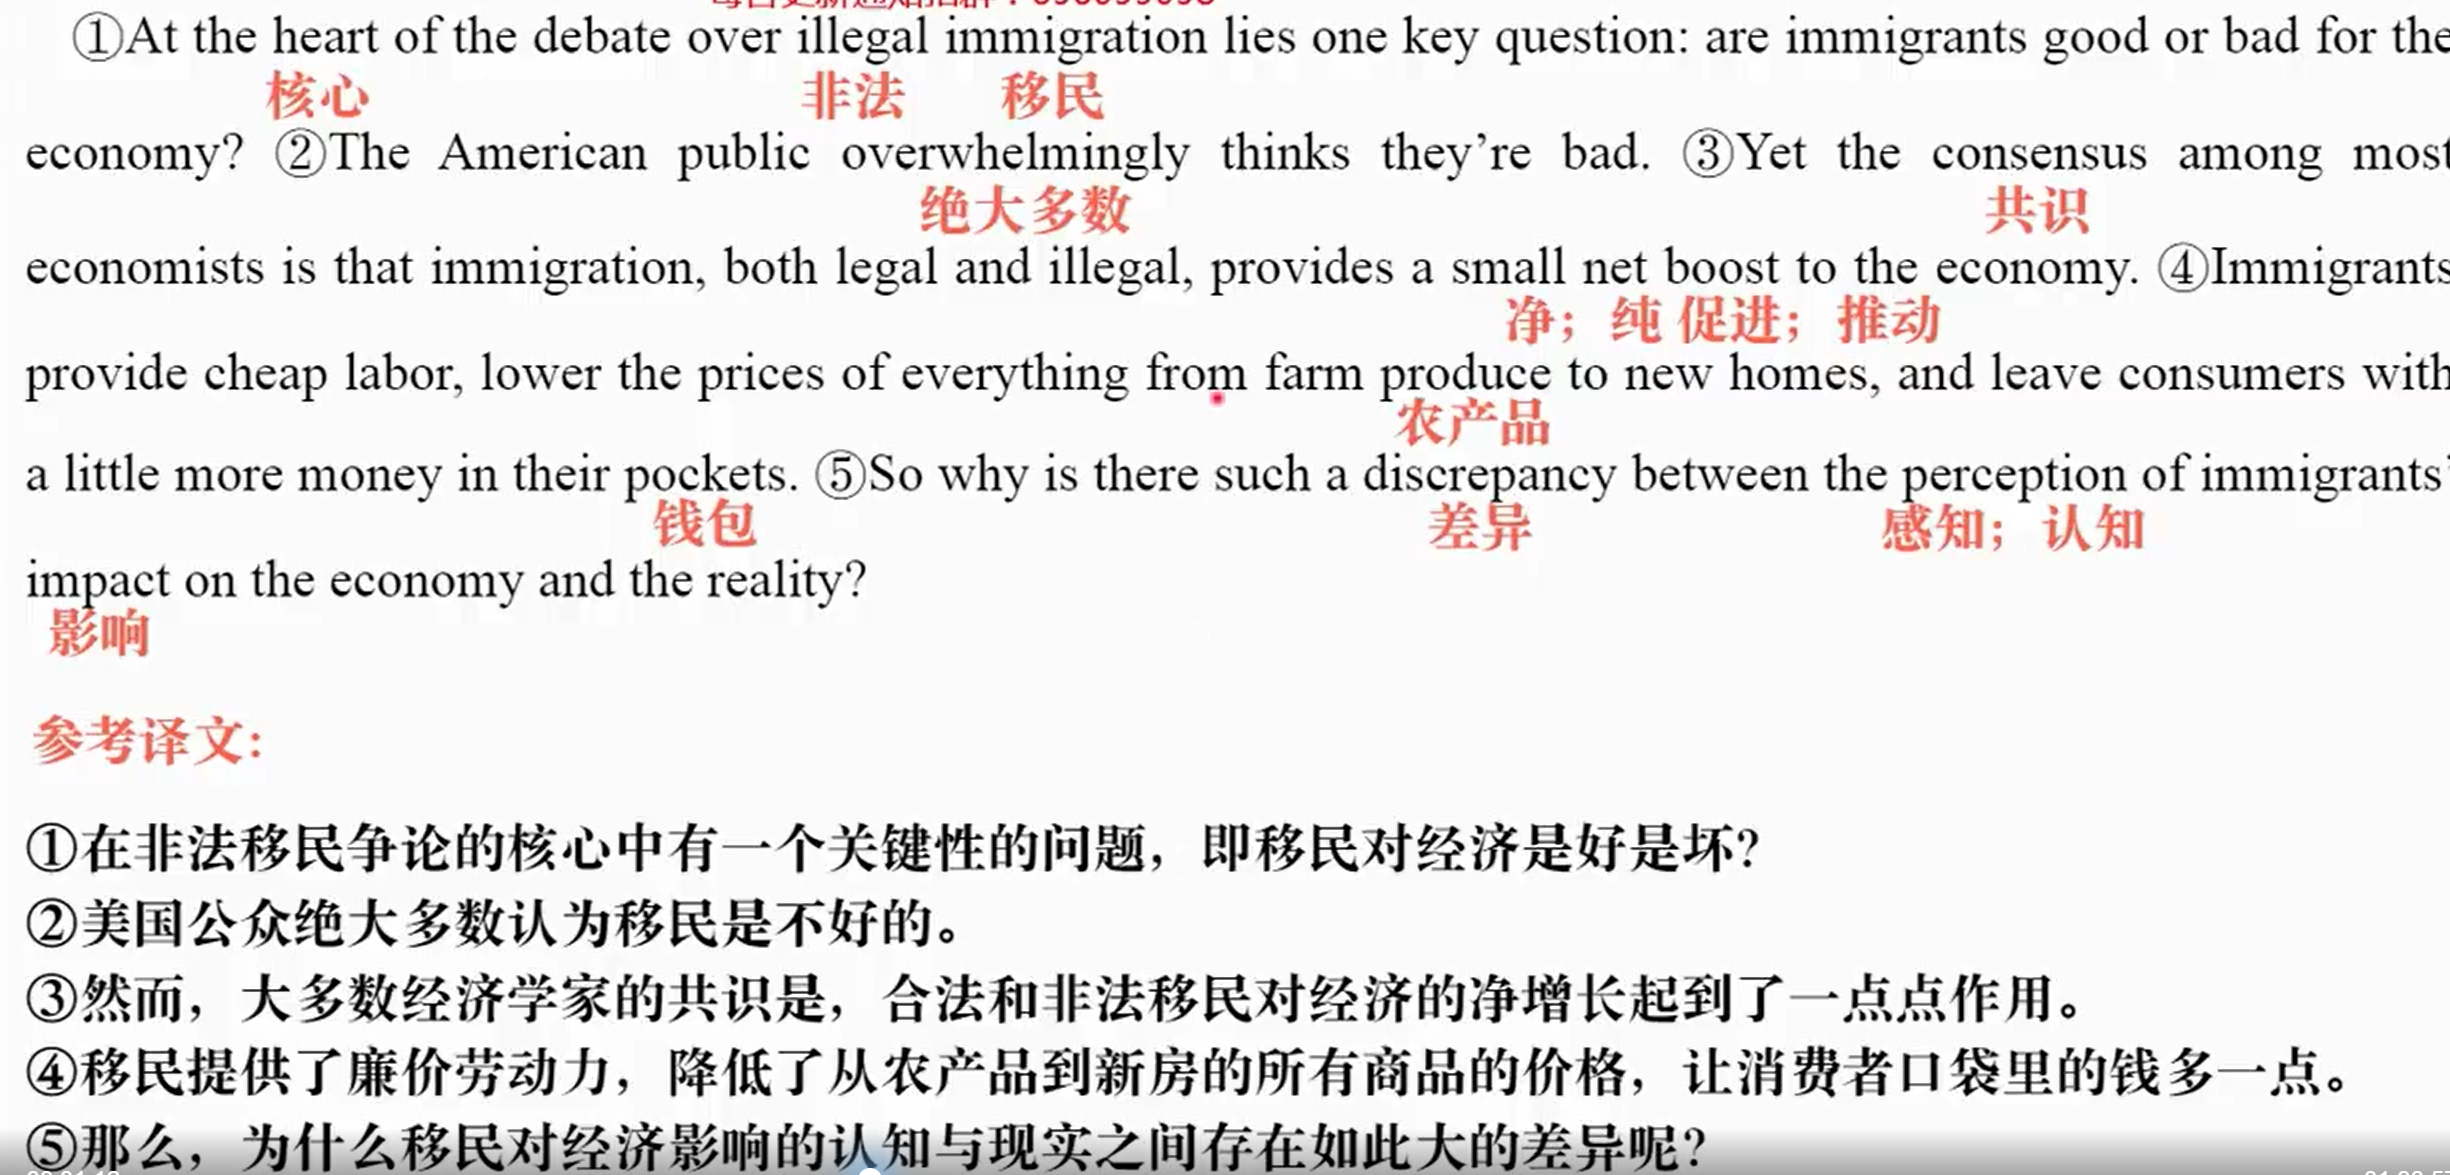 ①At the heart of the debate over illegal immigration lies one key question: are immigrants good or bad for the
核心 非法 移民
economy? ②The American public overwhelmingly thinks they're bad. ③Yet the consensus among most
绝大多数 共识
economists is that immigration, both legal and illegal, provides a small net boost to the economy. ④Immigrants
净；纯 促进；推动
provide cheap labor, lower the prices of everything from farm produce to new homes, and leave consumers with
农产品
a little more money in their pockets. ⑤So why is there such a discrepancy between the perception of immigrants'
钱包 差异 感知；认知
impact on the economy and the reality?
影响
参考译文:
①在非法移民争论的核心中有一个关键性的问题，即移民对经济是好是坏?
②美国公众绝大多数认为移民是不好的。
③然而，大多数经济学家的共识是，合法和非法移民对经济的净增长起到了一点点作用。
④移民提供了廉价劳动力，降低了从农产品到新房的所有商品的价格，让消费者口袋里的钱多一点。
⑤那么，为什么移民对经济影响的认知与现实之间存在如此大的差异呢?